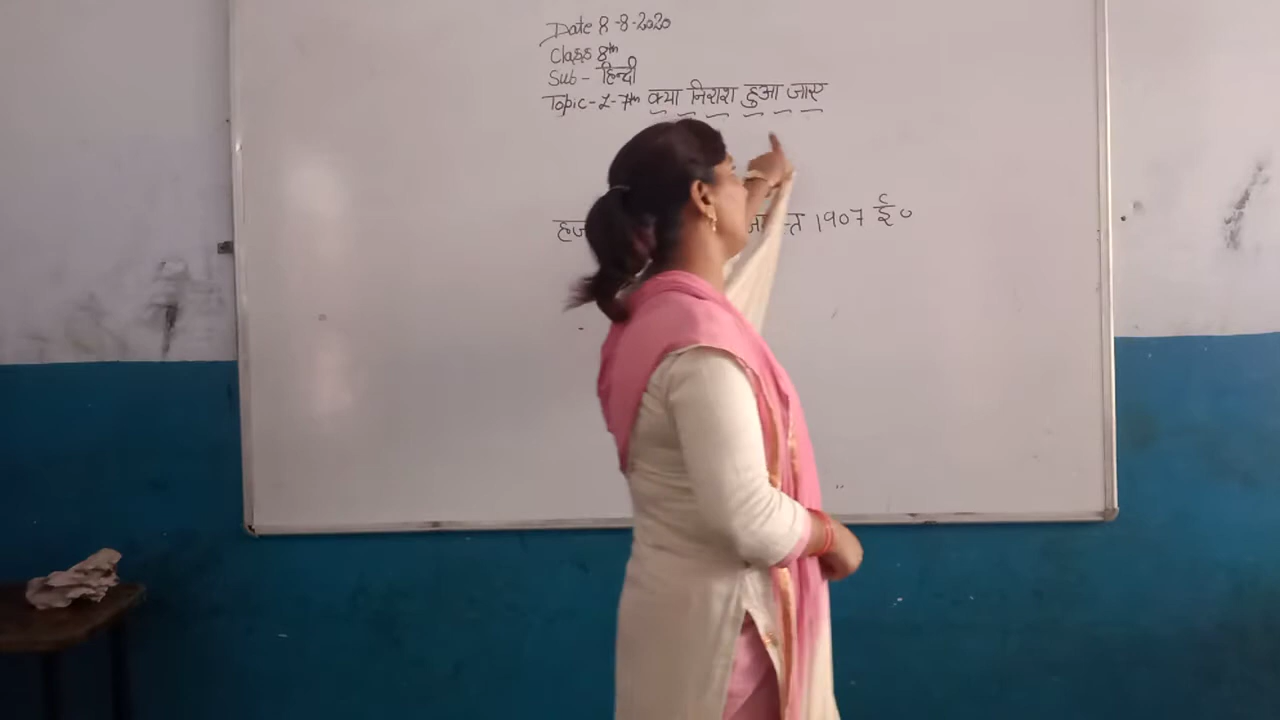 Date 8-8-2020
Class 8th
Sub - हिन्दी
Topic-L-7th क्या निराश हुआ जाए
1907 ई०